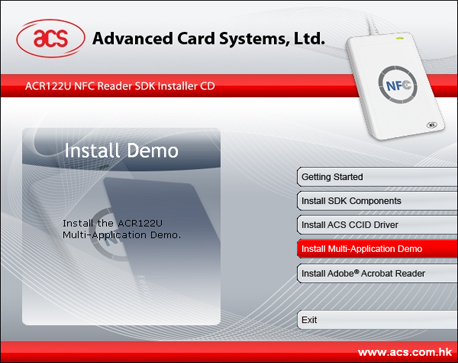 acs
Advanced Card Systems, Ltd.
NFC
acs
ACR122U NFC Reader SDK Installer CD
Install Demo
Install the ACR122U
Multi-Application Demo.
NFC
Getting Started
Install SDK Components
Install ACS CCID Driver
Install Multi-Application Demo
Install Adobe® Acrobat Reader
Exit
www.acs.com.hk